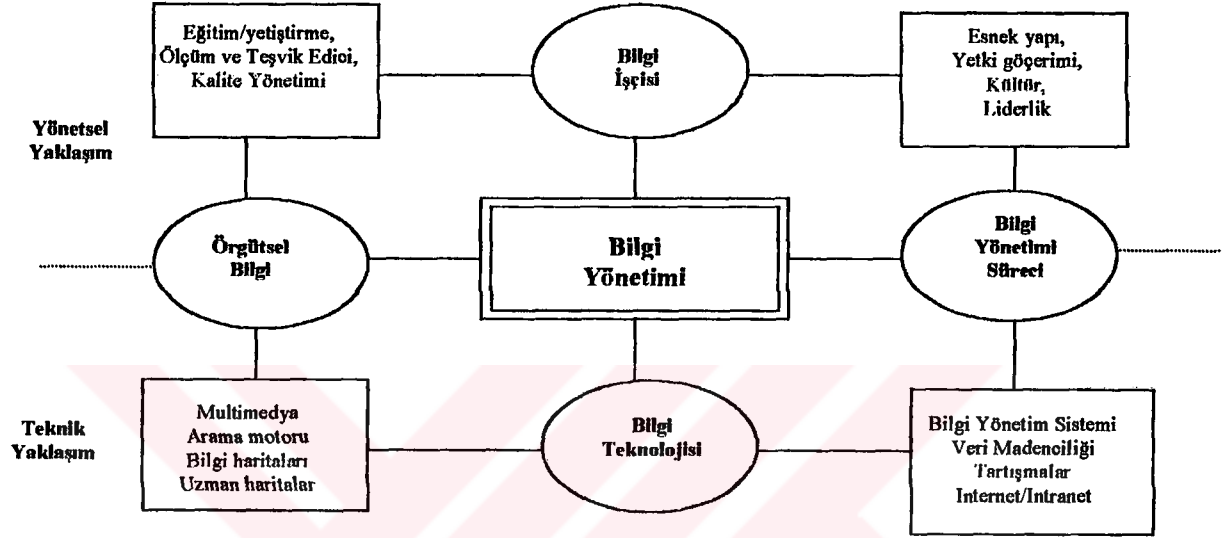 Eğitim/yetiştirme,
Ölçüm ve Teşvik Edici,
Kalite Yönetimi
Bilgi
İşçisi
Esnek yapı,
Yetki göçerimi,
Kültür,
Liderlik
Yönetsel
Yaklaşım
Örgütsel
Bilgi
Bilgi
Yönetimi
Bilgi
Yönetimi
Süreci
Teknik
Yaklaşım
Multimedya
Arama motoru
Bilgi haritaları
Uzman haritalar
Bilgi
Teknolojisi
Bilgi Yönetim Sistemi
Veri Madenciliği
Tartışmalar
Internet/Intranet